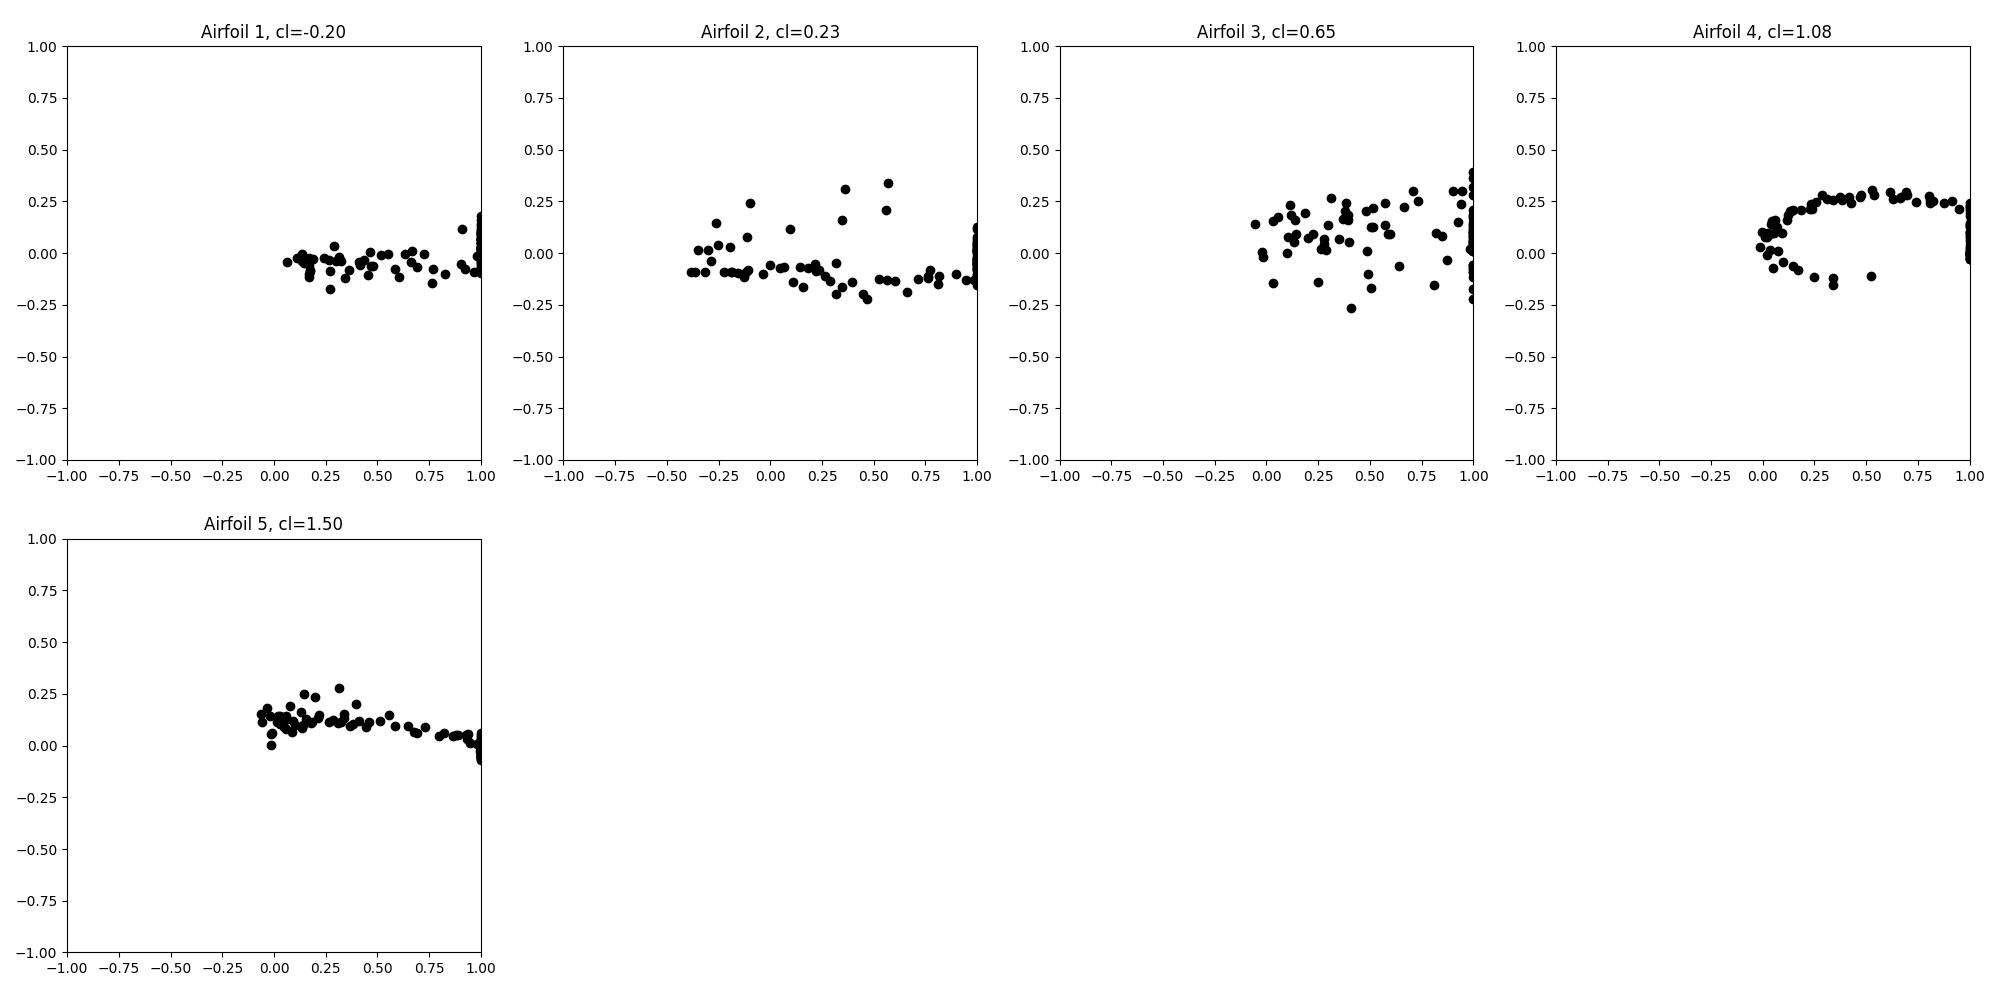 Airfoil 1, cl=-0.20
Airfoil 2, cl=0.23
Airfoil 3, cl=0.65
Airfoil 4, cl=1.08
1.00 1.00 1.00 1.00
0.75 0.75 0.75 0.75
0.50 0.50 0.50 0.50
0.25 0.25 0.25 0.25
0.00 0.00 0.00 0.00
−0.25 −0.25 −0.25 −0.25
−0.50 −0.50 −0.50 −0.50
−0.75 −0.75 −0.75 −0.75
−1.00 −1.00 −1.00 −1.00
−1.00 −0.75 −0.50 −0.25 0.00 0.25 0.50 0.75 1.00
−1.00 −0.75 −0.50 −0.25 0.00 0.25 0.50 0.75 1.00
−1.00 −0.75 −0.50 −0.25 0.00 0.25 0.50 0.75 1.00
−1.00 −0.75 −0.50 −0.25 0.00 0.25 0.50 0.75 1.00
Airfoil 5, cl=1.50
1.00
0.75
0.50
0.25
0.00
−0.25
−0.50
−0.75
−1.00
−1.00 −0.75 −0.50 −0.25 0.00 0.25 0.50 0.75 1.00